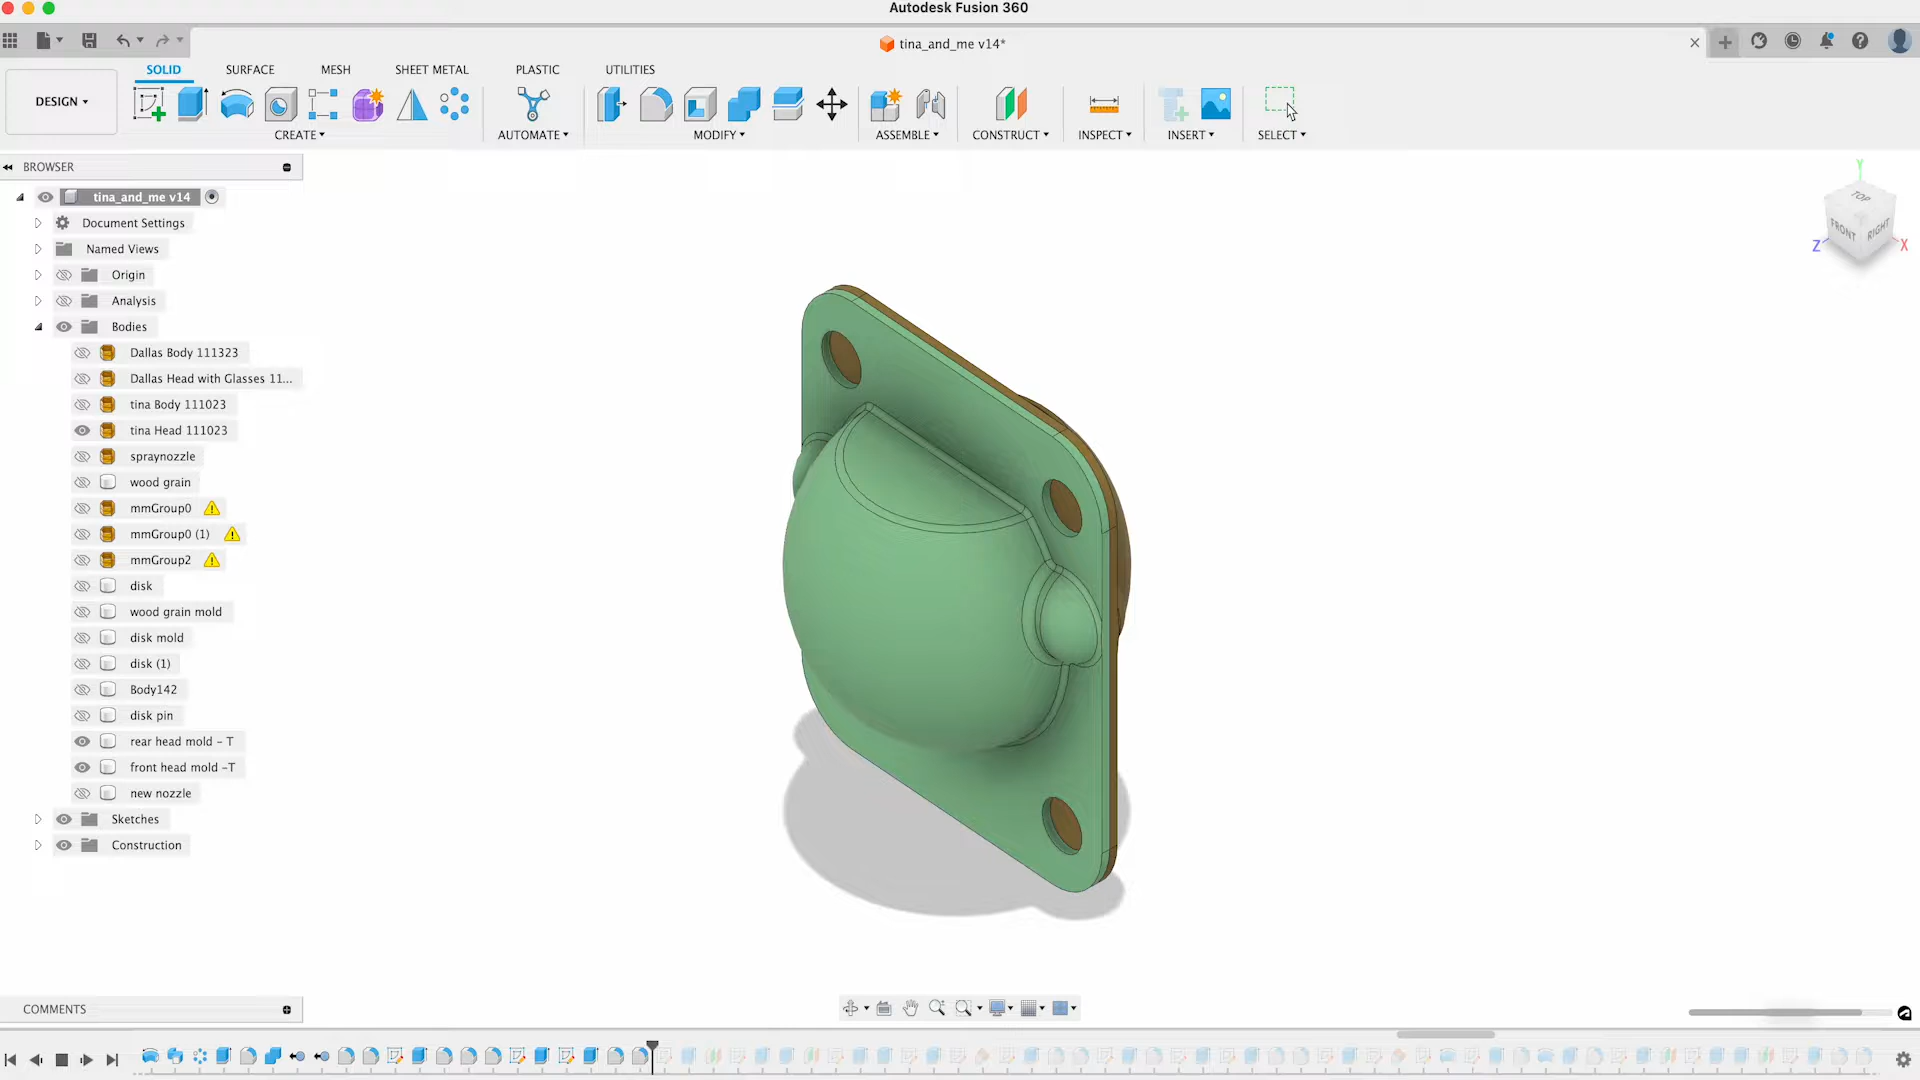 Autodesk Fusion 360
tina_and_me v14*
SOLID SURFACE MESH SHEET METAL PLASTIC UTILITIES
DESIGN
CREATE AUTOMATE MODIFY ASSEMBLE CONSTRUCT INSPECT INSERT SELECT
BROWSER
tina_and_me v14
Document Settings
Named Views
Origin
Analysis
Bodies
Dallas Body 111323
Dallas Head with Glasses 11...
tina Body 111023
tina Head 111023
spraynozzle
wood grain
mmGroup0
mmGroup0 (1)
mmGroup2
disk
wood grain mold
disk mold
disk (1)
Body142
disk pin
rear head mold - T
front head mold -T
new nozzle
Sketches
Construction
Y
TOP
FRONT RIGHT
Z X
COMMENTS